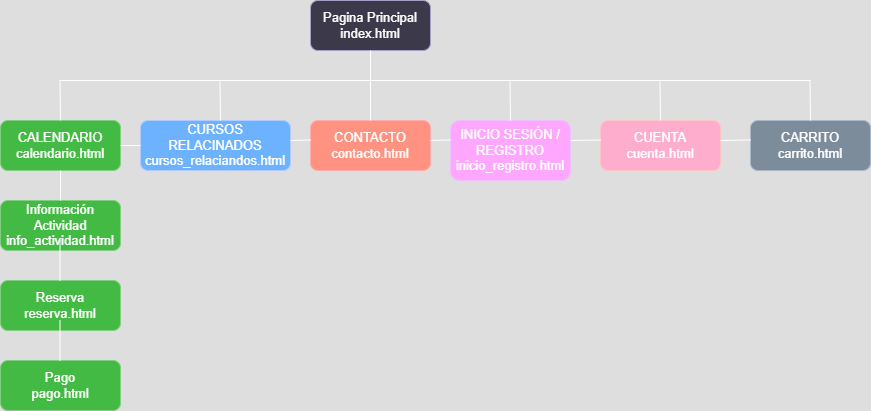 Pagina Principal
index.html
CALENDARIO
calendario.html
CURSOS
RELACINADOS
cursos_relaciandos.html
CONTACTO
contacto.html
INICIO SESIÓN /
REGISTRO
inicio_registro.html
CUENTA
cuenta.html
CARRITO
carrito.html
Información
Actividad
info_actividad.html
Reserva
reserva.html
Pago
pago.html